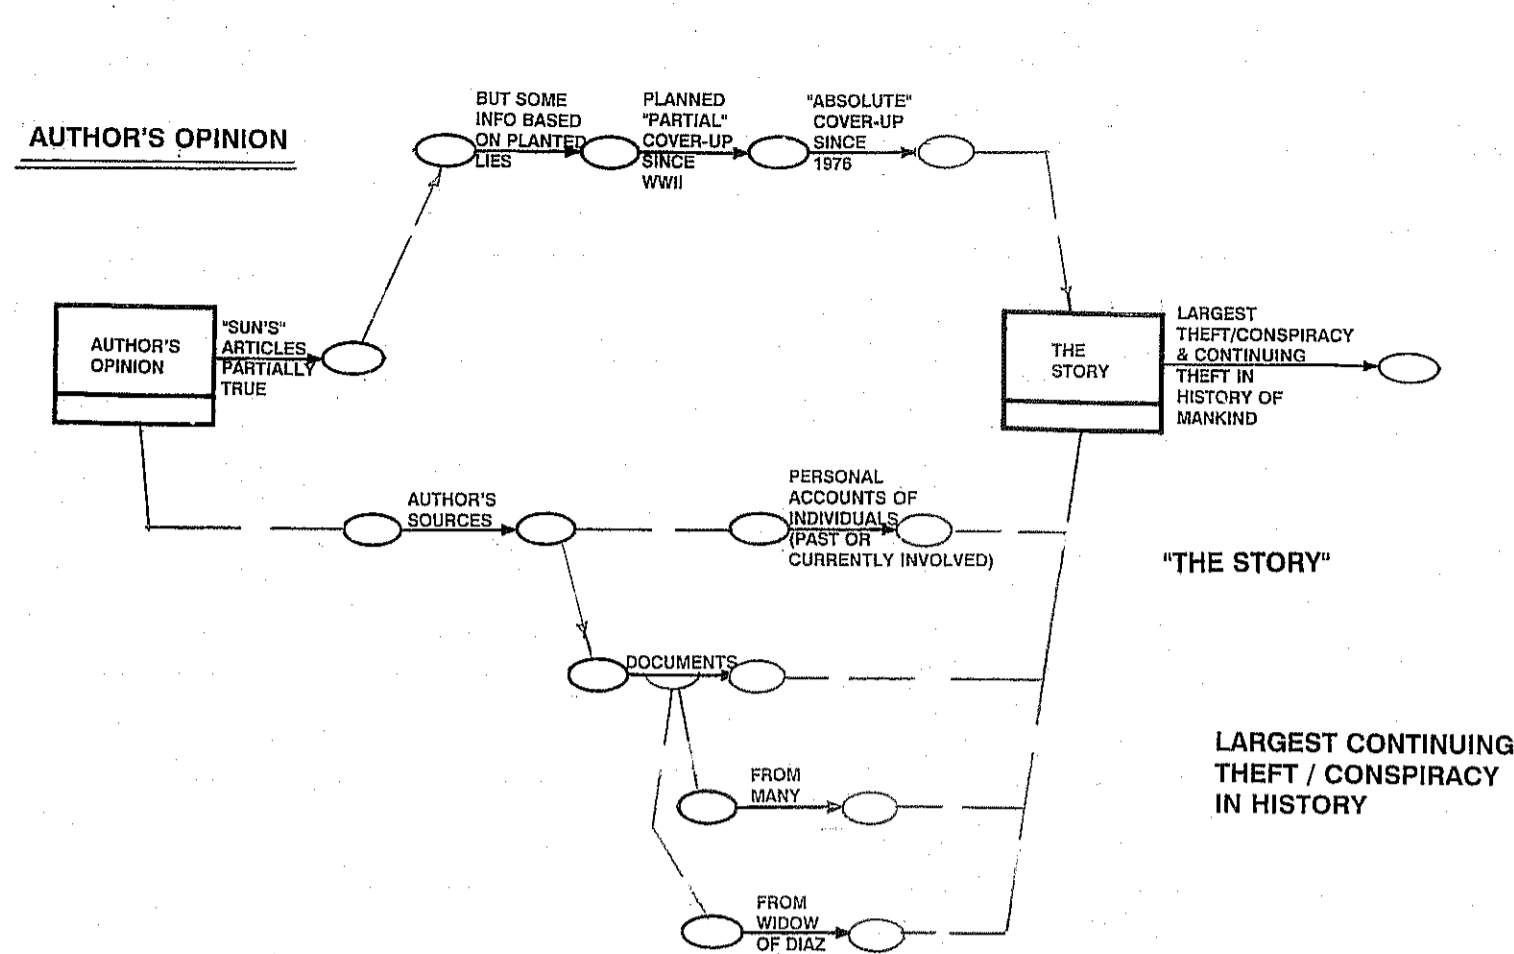 AUTHOR'S OPINION
BUT SOME
INFO BASED
ON PLANTED
LIES
PLANNED
"PARTIAL"
COVER-UP
SINCE
WWII
"ABSOLUTE"
COVER-UP
SINCE
1976
AUTHOR'S
OPINION
"SUN'S"
ARTICLES
PARTIALLY
TRUE
THE
STORY
LARGEST
THEFT/CONSPIRACY
& CONTINUING
THEFT IN
HISTORY OF
MANKIND
AUTHOR'S
SOURCES
PERSONAL
ACCOUNTS OF
INDIVIDUALS
(PAST OR
CURRENTLY INVOLVED)
"THE STORY"
DOCUMENTS
LARGEST CONTINUING
THEFT / CONSPIRACY
IN HISTORY
FROM
MANY
FROM
WIDOW
OF DIAZ